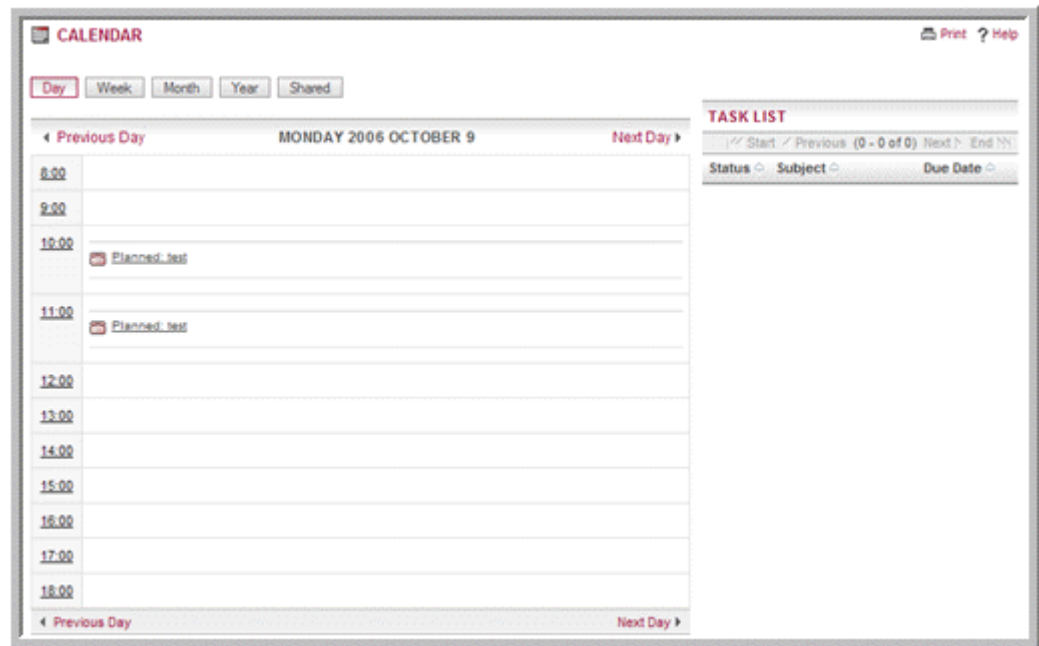 CALENDAR
Print ? Help
Day Week Month Year Shared
Previous Day MONDAY 2006 OCTOBER 9 Next Day
8:00
9:00
10:00
Planned: test
11:00
Planned: test
12:00
13:00
14:00
15:00
16:00
17:00
18:00
Previous Day Next Day
TASK LIST
Start Previous (0 - 0 of 0) Next End
Status Subject Due Date